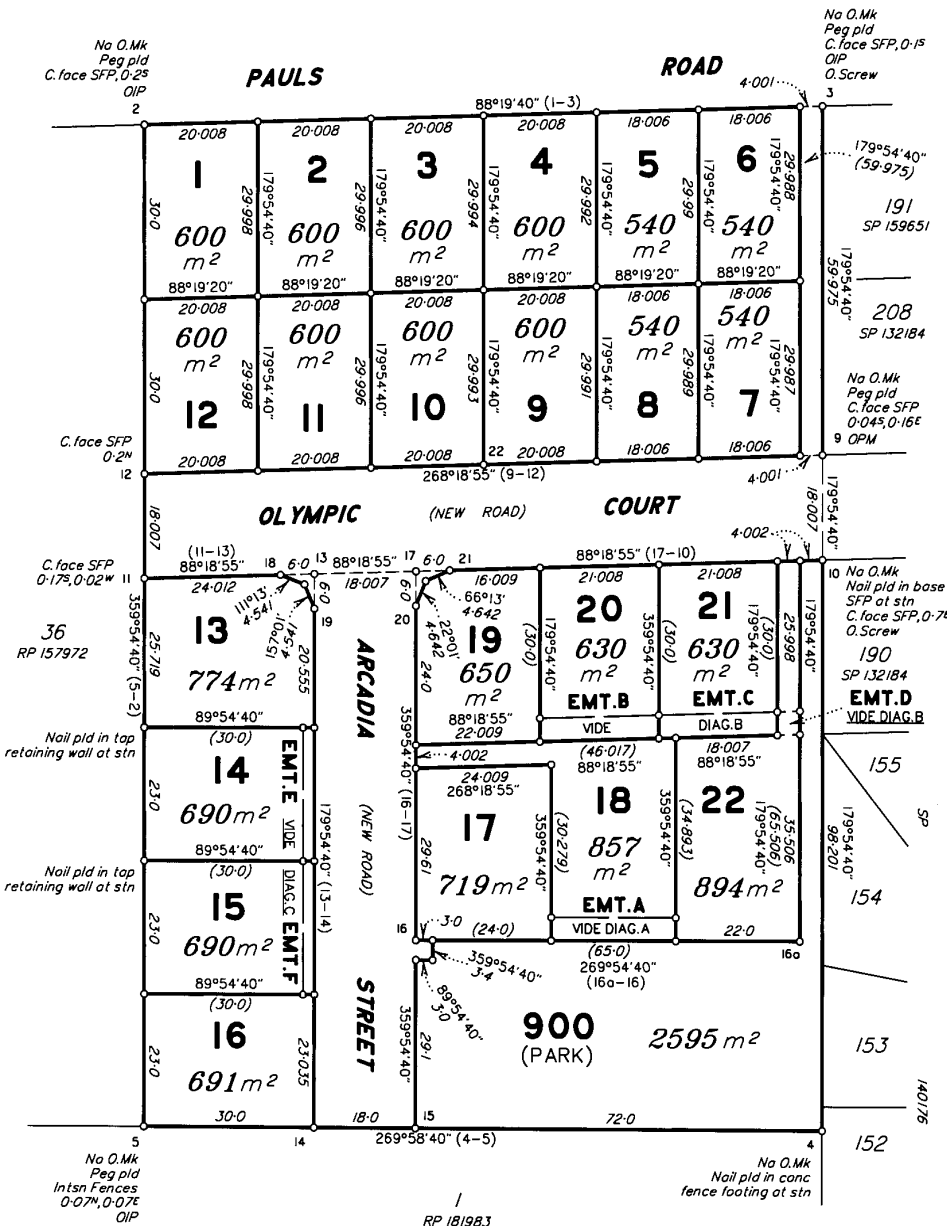 Na O.Mk
Peg pld
C.face SFP,0·2S
OIP
2
PAULS
ROAD
Na O.Mk
Peg pld
C.face SFP,0·1S
OIP
O.Screw
3
4·001
88°19'40" (1-3)
20·008
20·008
20·008
20·008
18·006
18·006
1
2
3
4
5
6
30·0
29·998
179°54'40"
29·996
179°54'40"
29·994
179°54'40"
29·992
179°54'40"
29·99
179°54'40"
29·988
179°54'40"
179°54'40"
(59·975)
600
m²
600
m²
600
m²
600
m²
540
m²
540
m²
191
SP 159651
179°54'40"
59·975
88°19'20"
88°19'20"
88°19'20"
88°19'20"
88°19'20"
88°19'20"
20·008
20·008
20·008
20·008
18·006
18·006
208
SP 132184
600
m²
600
m²
600
m²
600
m²
540
m²
540
m²
30·0
29·998
179°54'40"
29·996
179°54'40"
29·993
179°54'40"
29·991
179°54'40"
29·989
179°54'40"
29·987
12
11
10
9
8
7
Na O.Mk
Peg pld
C.face SFP
0·04S,0·16E
9 OPM
C.face SFP
0·2N
12
20·008
20·008
20·008
22
20·008
18·006
18·006
268°18'55" (9-12)
4·001
18·007
OLYMPIC
(NEW ROAD)
COURT
179°54'40"
18·007
4·002
C.face SFP
0·17S,0·02W
11
(11-13)
88°18'55"
18
6·0
13
88°18'55"
17
6·0
21
88°18'55" (17-10)
10
24·012
18·007
16·009
21·008
21·008
Na O.Mk
Nail pld in base
SFP at stn
C.face SFP,0·7E
O.Screw
111°13'
4·541
157°01'
4·541
6·0
19
6·0
20
66°13'
4·642
22°01'
4·642
36
RP 157972
359°54'40" (5-2)
25·719
13
774m²
20·555
ARCADIA
24·0
19
650
m²
(30·0)
359°54'40"
20
630
m²
359°54'40"
(30·0)
21
630
m²
179°54'40"
(30·0)
25·998
179°54'40"
190
SP 132184
EMT.B
EMT.C
EMT.D
VIDE
DIAG.B
VIDE DIAG.B
89°54'40"
88°18'55"
22·009
359°54'40" (16-17)
4·002
(46·017)
88°18'55"
18·007
88°18'55"
155
SP
Nail pld in tap
retaining wall at stn
(30·0)
14
690m²
23·0
EMT.E
VIDE
179°54'40" (13-14)
(NEW ROAD)
24·009
268°18'55"
17
719m²
29·61
(30·279)
359°54'40"
18
857
m²
359°54'40"
(34·893)
22
894m²
35·506
(65·506)
179°54'40"
179°54'40"
98·201
154
89°54'40"
Nail pld in tap
retaining wall at stn
(30·0)
15
690m²
23·0
DIAG.C
EMT.F
EMT.A
VIDE DIAG.A
16
3·0
(24·0)
(65·0)
22·0
16a
269°54'40"
(16a-16)
359°54'40"
3·4
89°54'40"
3·0
89°54'40"
(30·0)
16
691m²
23·0
23·035
STREET
359°54'40"
29·1
900
(PARK)
2595m²
153
140176
30·0
18·0
15
72·0
5
14
269°58'40" (4-5)
4
152
Na O.Mk
Peg pld
Intsn Fences
0·07N,0·07E
OIP
Na O.Mk
Nail pld in conc
fence footing at stn
1
RP 181983